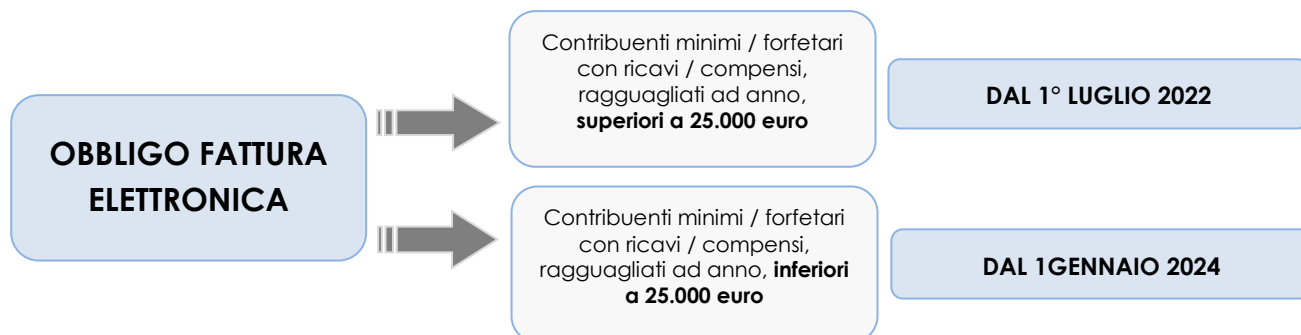 OBBLIGO FATTURA
ELETTRONICA
Contribuenti minimi / forfetari
con ricavi / compensi,
ragguagliati ad anno,
superiori a 25.000 euro
DAL 1° LUGLIO 2022
Contribuenti minimi / forfetari
con ricavi / compensi,
ragguagliati ad anno, inferiori
a 25.000 euro
DAL 1GENNAIO 2024